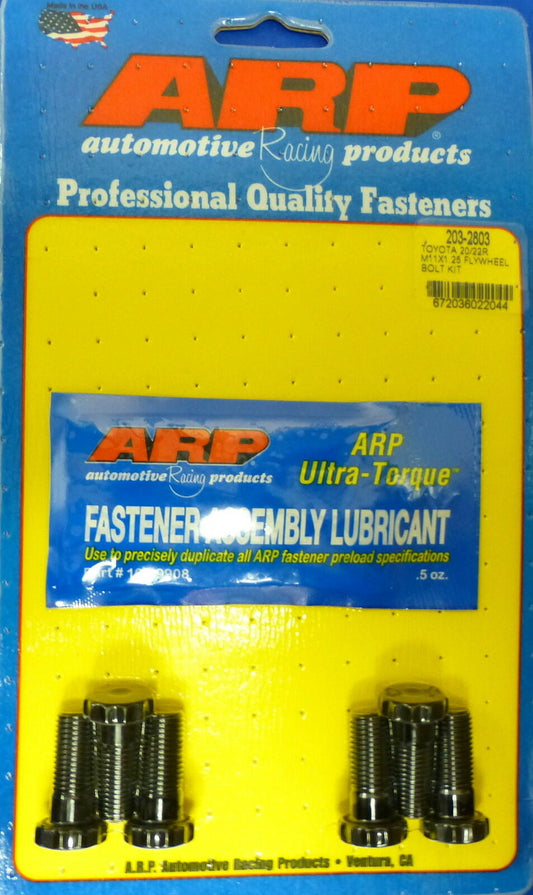 Made in the USA
ARP®
automotive Racing products
Professional Quality Fasteners
203-2803
TOYOTA 20/22R
M11X1.25 FLYWHEEL
BOLT KIT
672036022044
ARP
automotive Racing products
ARP
Ultra-Torque™
FASTENER ASSEMBLY LUBRICANT
Use to precisely duplicate all ARP fastener preload specifications
Part #
.5 oz.
A.R.P. Automotive Racing Products • Ventura, CA